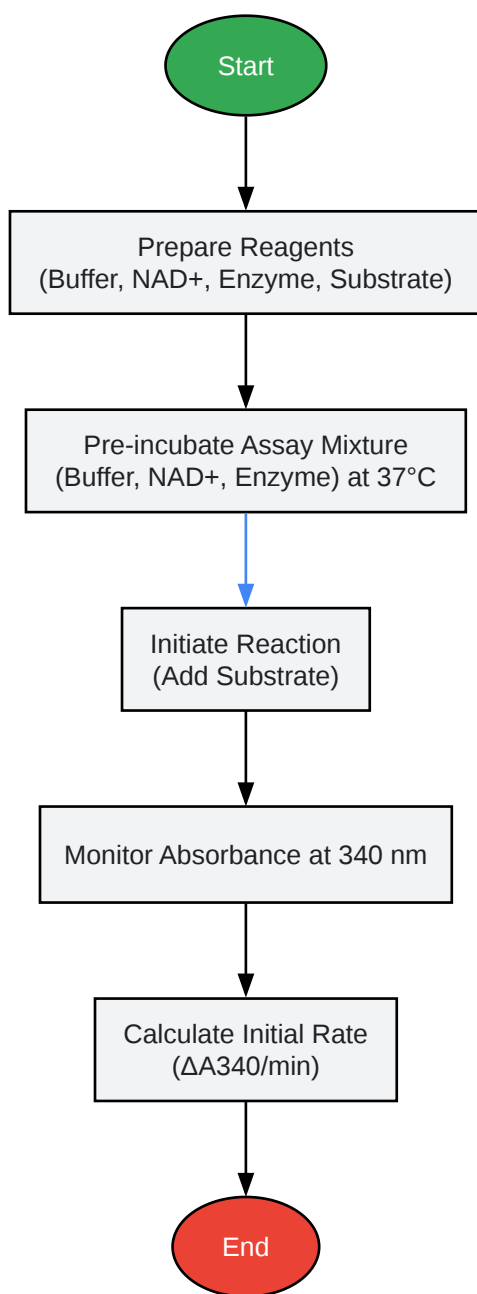 Start
Prepare Reagents
(Buffer, NAD+, Enzyme, Substrate)
Pre-incubate Assay Mixture
(Buffer, NAD+, Enzyme) at 37°C
Initiate Reaction
(Add Substrate)
Monitor Absorbance at 340 nm
Calculate Initial Rate
(ΔA340/min)
End